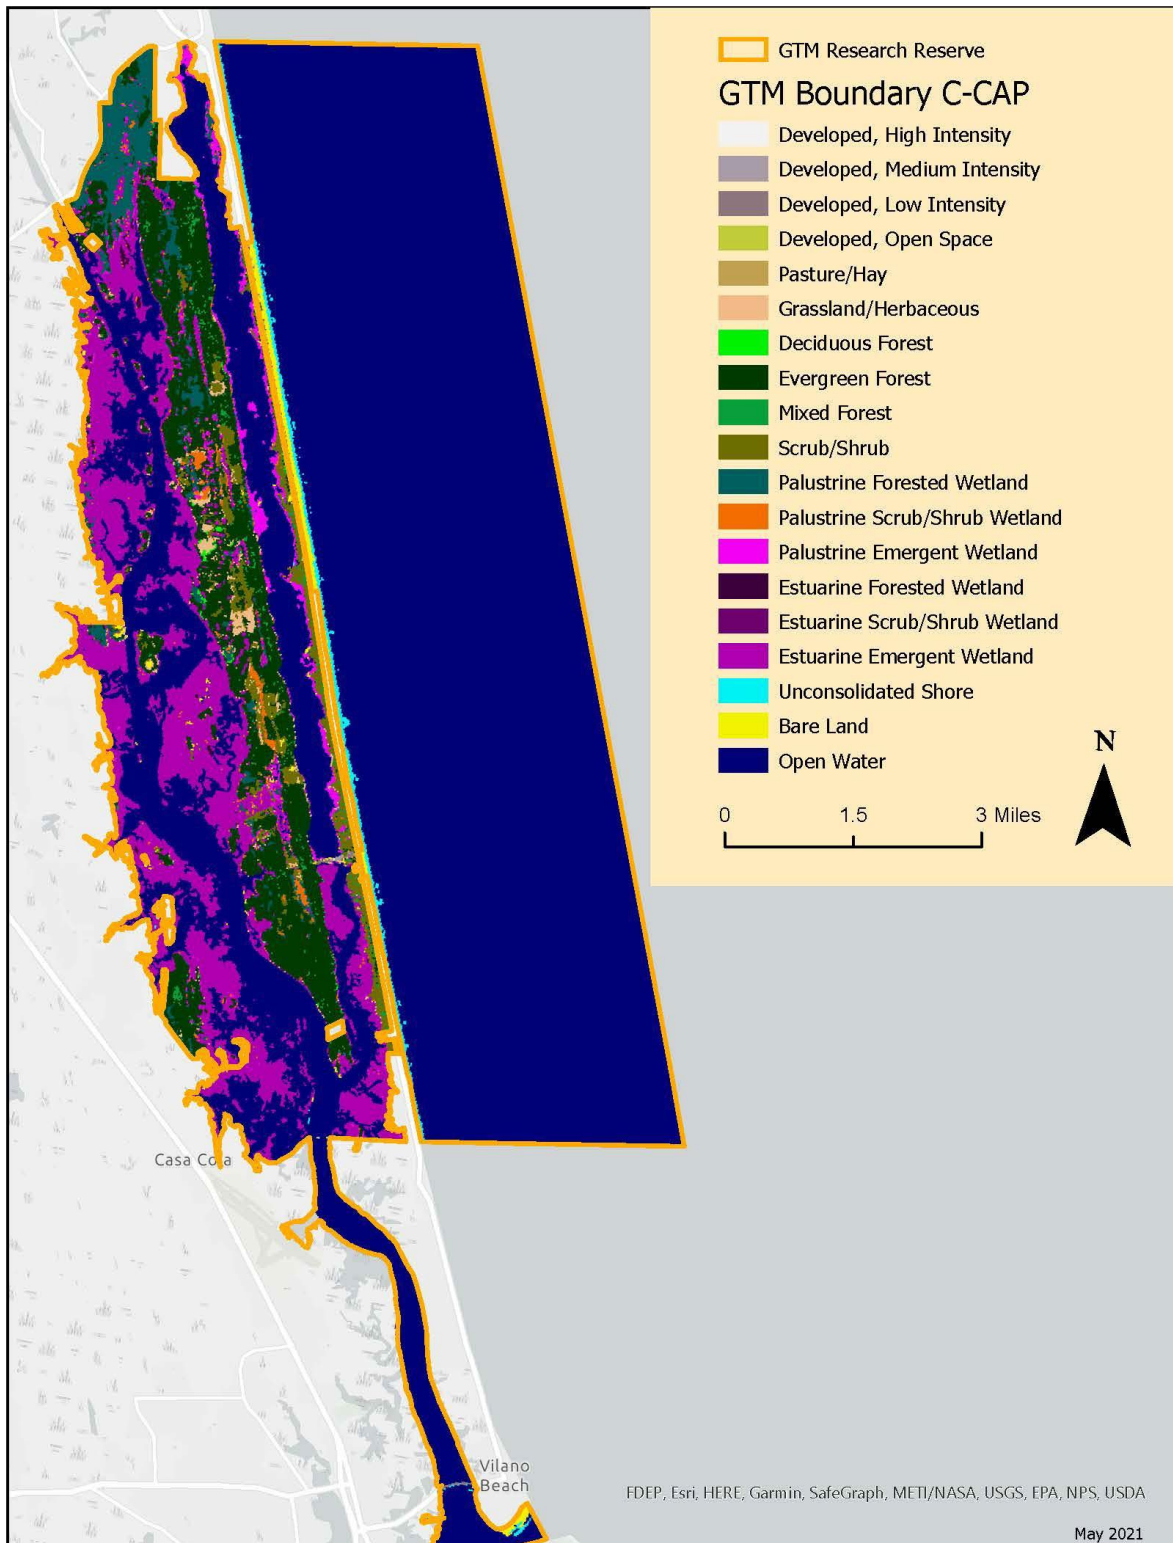 GTM Research Reserve
GTM Boundary C-CAP
Developed, High Intensity
Developed, Medium Intensity
Developed, Low Intensity
Developed, Open Space
Pasture/Hay
Grassland/Herbaceous
Deciduous Forest
Evergreen Forest
Mixed Forest
Scrub/Shrub
Palustrine Forested Wetland
Palustrine Scrub/Shrub Wetland
Palustrine Emergent Wetland
Estuarine Forested Wetland
Estuarine Scrub/Shrub Wetland
Estuarine Emergent Wetland
Unconsolidated Shore
Bare Land
Open Water
N
0 1.5 3 Miles
Casa Cola
Vilano
Beach
FDEP, Esri, HERE, Garmin, SafeGraph, METI/NASA, USGS, EPA, NPS, USDA
May 2021